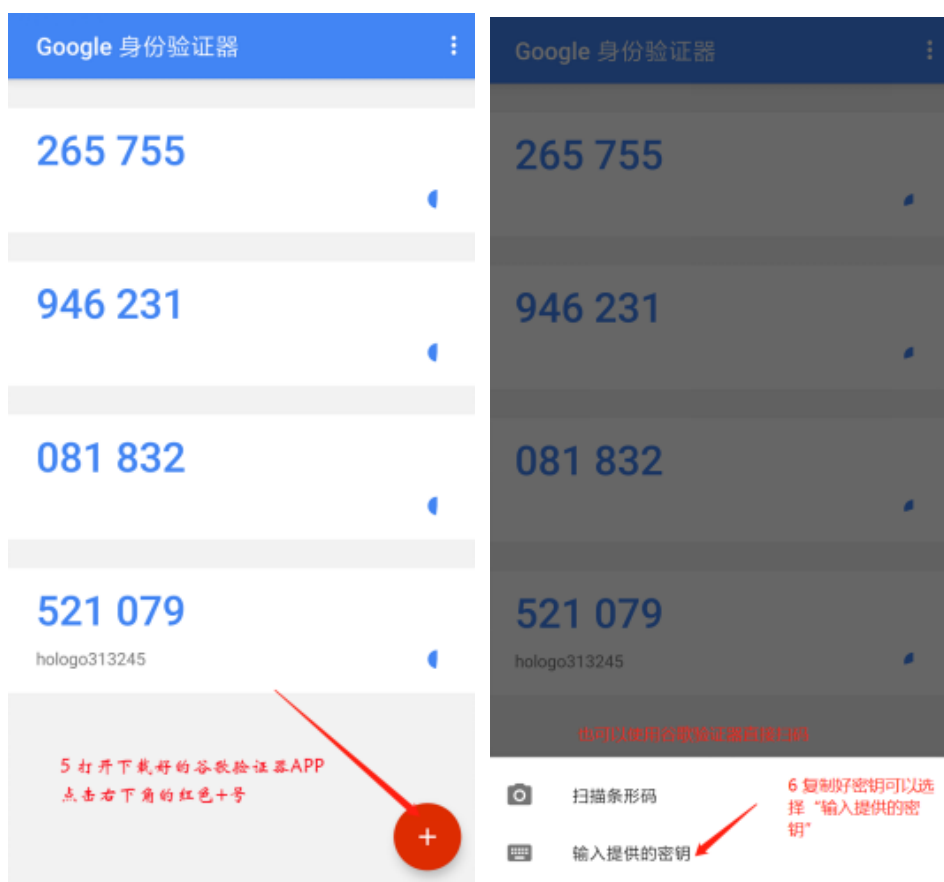 Google 身份验证器
265 755
946 231
081 832
521 079
hologo313245
5 打开下载好的谷歌验证器APP
点击右下角的红色+号
+
Google 身份验证器
265 755
946 231
081 832
521 079
hologo313245
也可以使用谷歌验证器直接扫码
扫描条形码
输入提供的密钥
6 复制好密钥可以选
择“输入提供的密
钥”